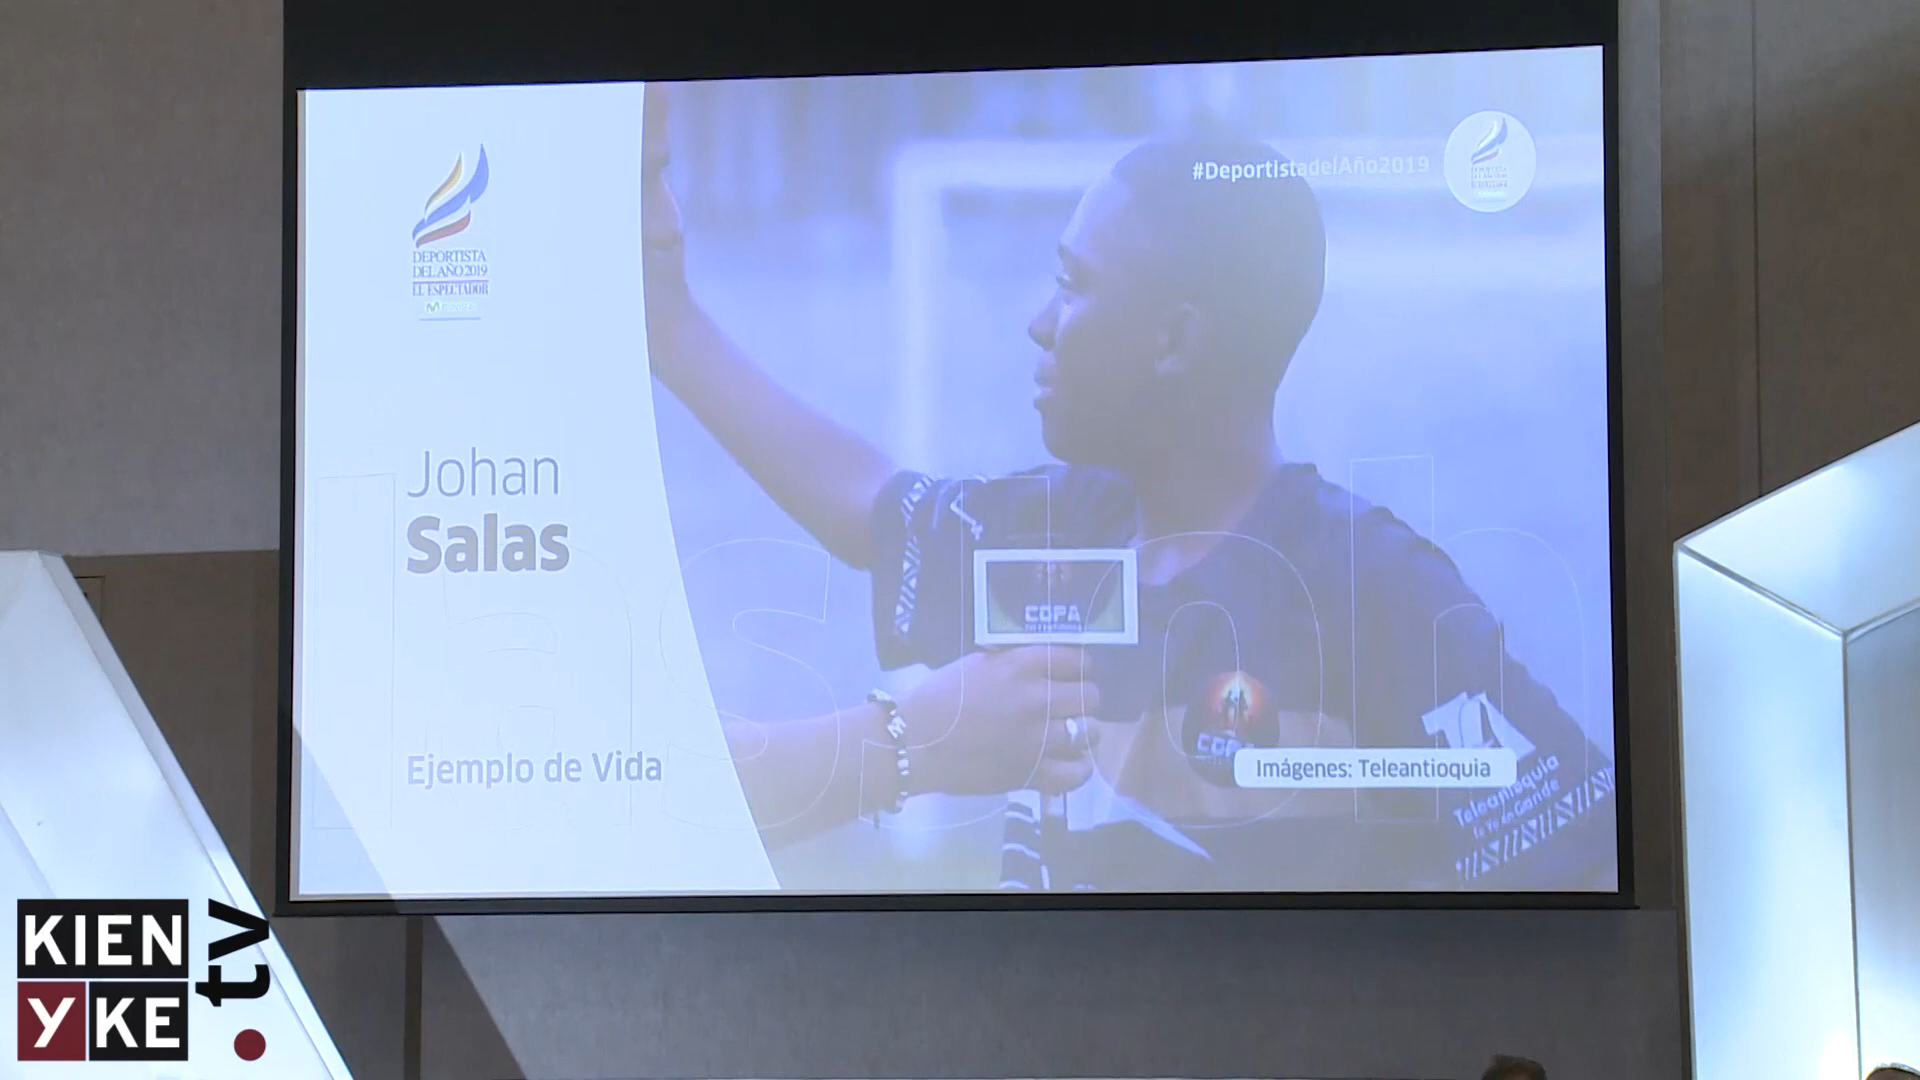 #DeportistadelAño2019
DEPORTISTA
DEL AÑO 2019
EL ESPECTADOR
Johan
Salas
Ejemplo de Vida
COPA
COPA
Imágenes: Teleantioquia
Teleantioquia
KIEN
YKE
.tv